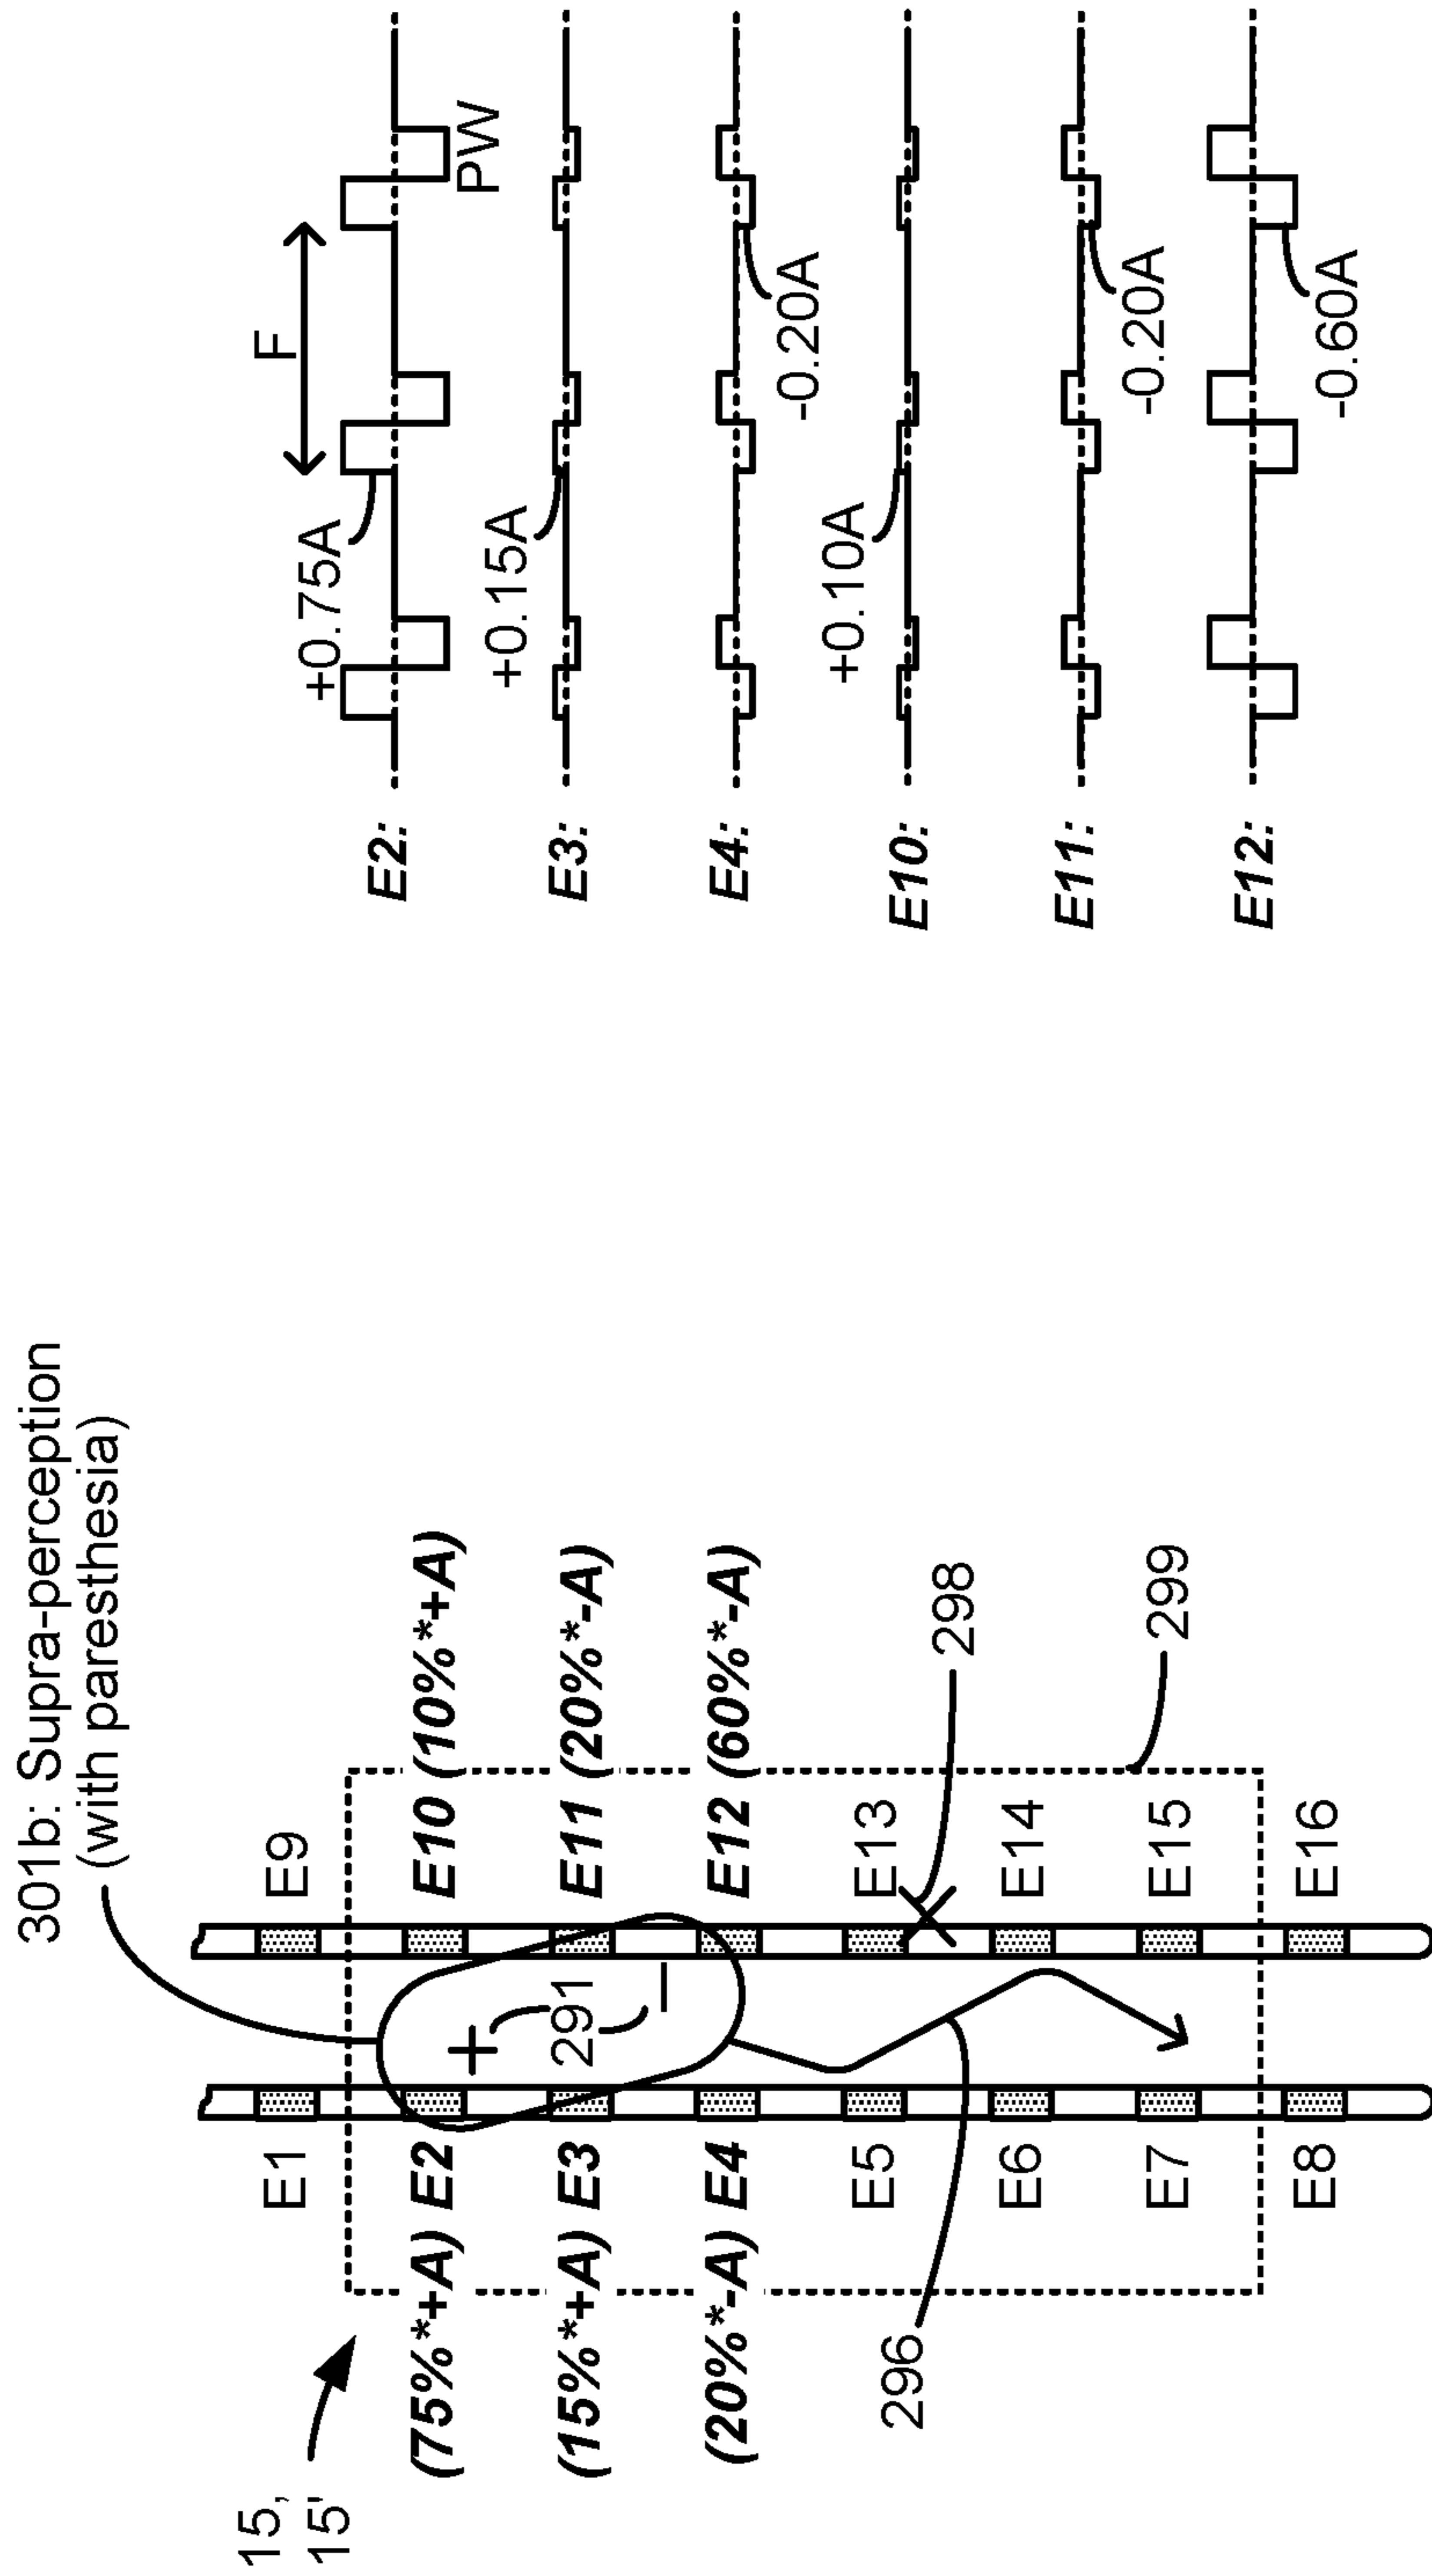 301b: Supra-perception
(with paresthesia)
15,
15'
E1
E9
(75%*+A) E2
E10 (10%*+A)
(15%*+A) E3
E11 (20%*-A)
(20%*-A) E4
E12 (60%*-A)
+
291
–
E5
E13
298
E6
E14
E7
E15
299
E8
E16
296
F
E2:
+0.75A
PW
E3:
+0.15A
E4:
-0.20A
E10:
+0.10A
E11:
-0.20A
E12:
-0.60A